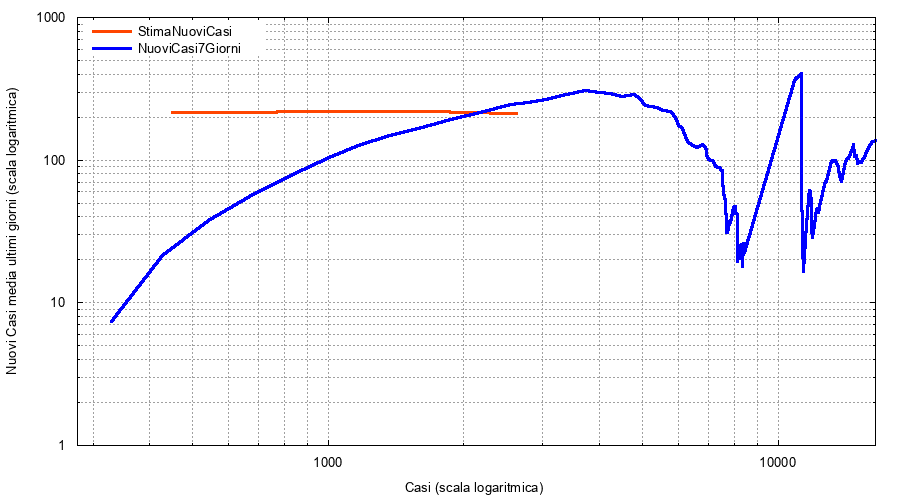 1000
StimaNuoviCasi
NuoviCasi7Giorni
100
10
1
Nuovi Casi media ultimi giorni (scala logaritmica)
1000
10000
Casi (scala logaritmica)